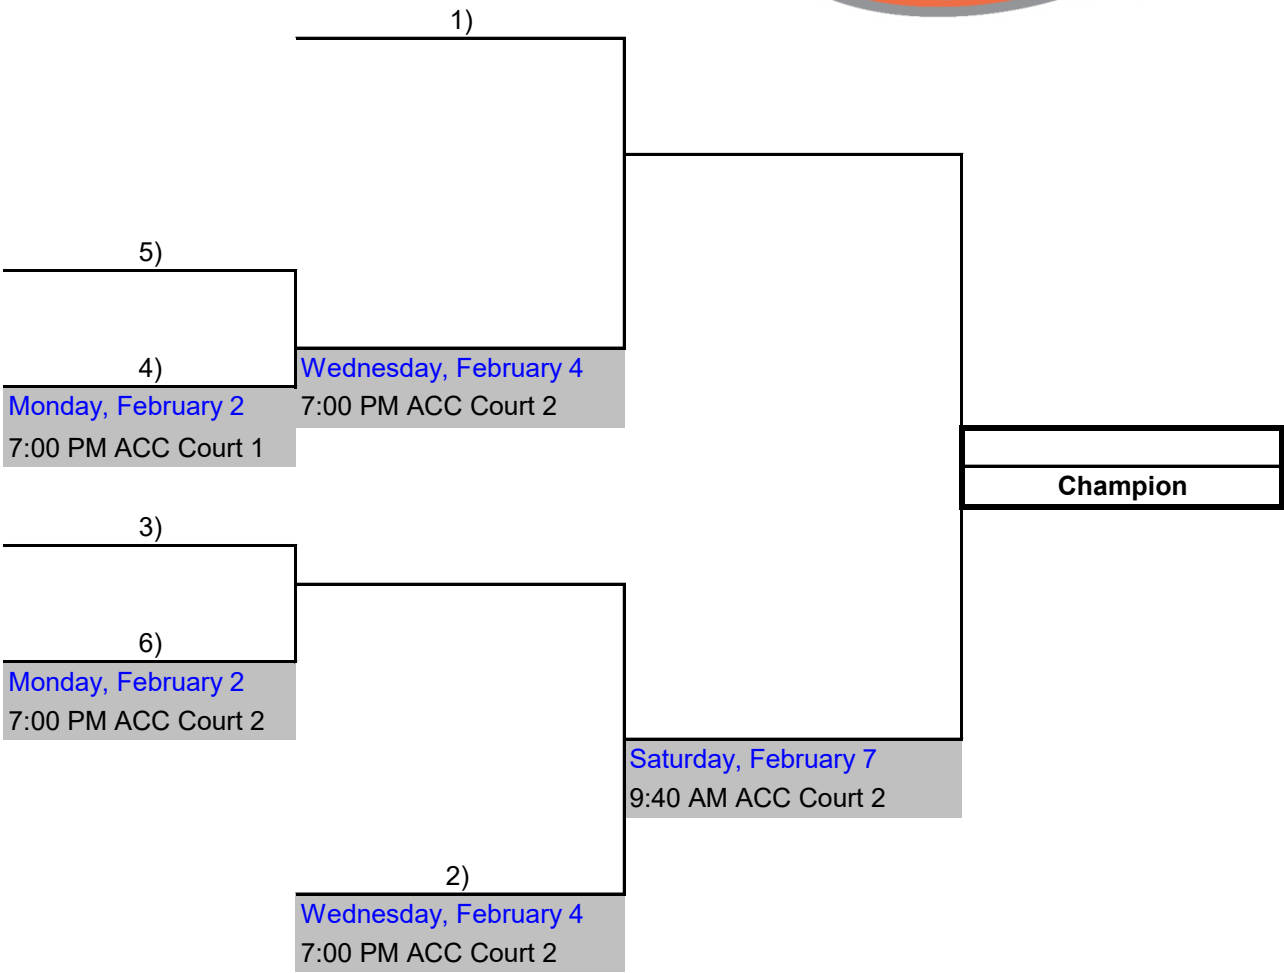 1)
5)
4)
Wednesday, February 4
Monday, February 2
7:00 PM ACC Court 2
7:00 PM ACC Court 1
Champion
3)
6)
Monday, February 2
7:00 PM ACC Court 2
Saturday, February 7
9:40 AM ACC Court 2
2)
Wednesday, February 4
7:00 PM ACC Court 2